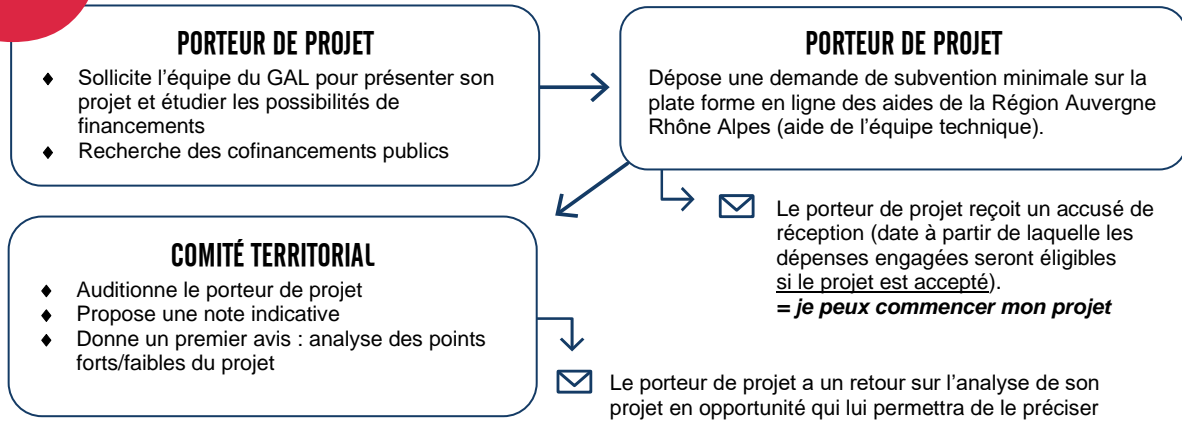 PORTEUR DE PROJET
♦ Sollicite l'équipe du GAL pour présenter son
projet et étudier les possibilités de
financements
♦ Recherche des cofinancements publics
PORTEUR DE PROJET
Dépose une demande de subvention minimale sur la
plate forme en ligne des aides de la Région Auvergne
Rhône Alpes (aide de l'équipe technique).
Le porteur de projet reçoit un accusé de
réception (date à partir de laquelle les
dépenses engagées seront éligibles
si le projet est accepté).
= je peux commencer mon projet
COMITÉ TERRITORIAL
♦ Auditionne le porteur de projet
♦ Propose une note indicative
♦ Donne un premier avis : analyse des points
forts/faibles du projet
Le porteur de projet a un retour sur l'analyse de son
projet en opportunité qui lui permettra de le préciser